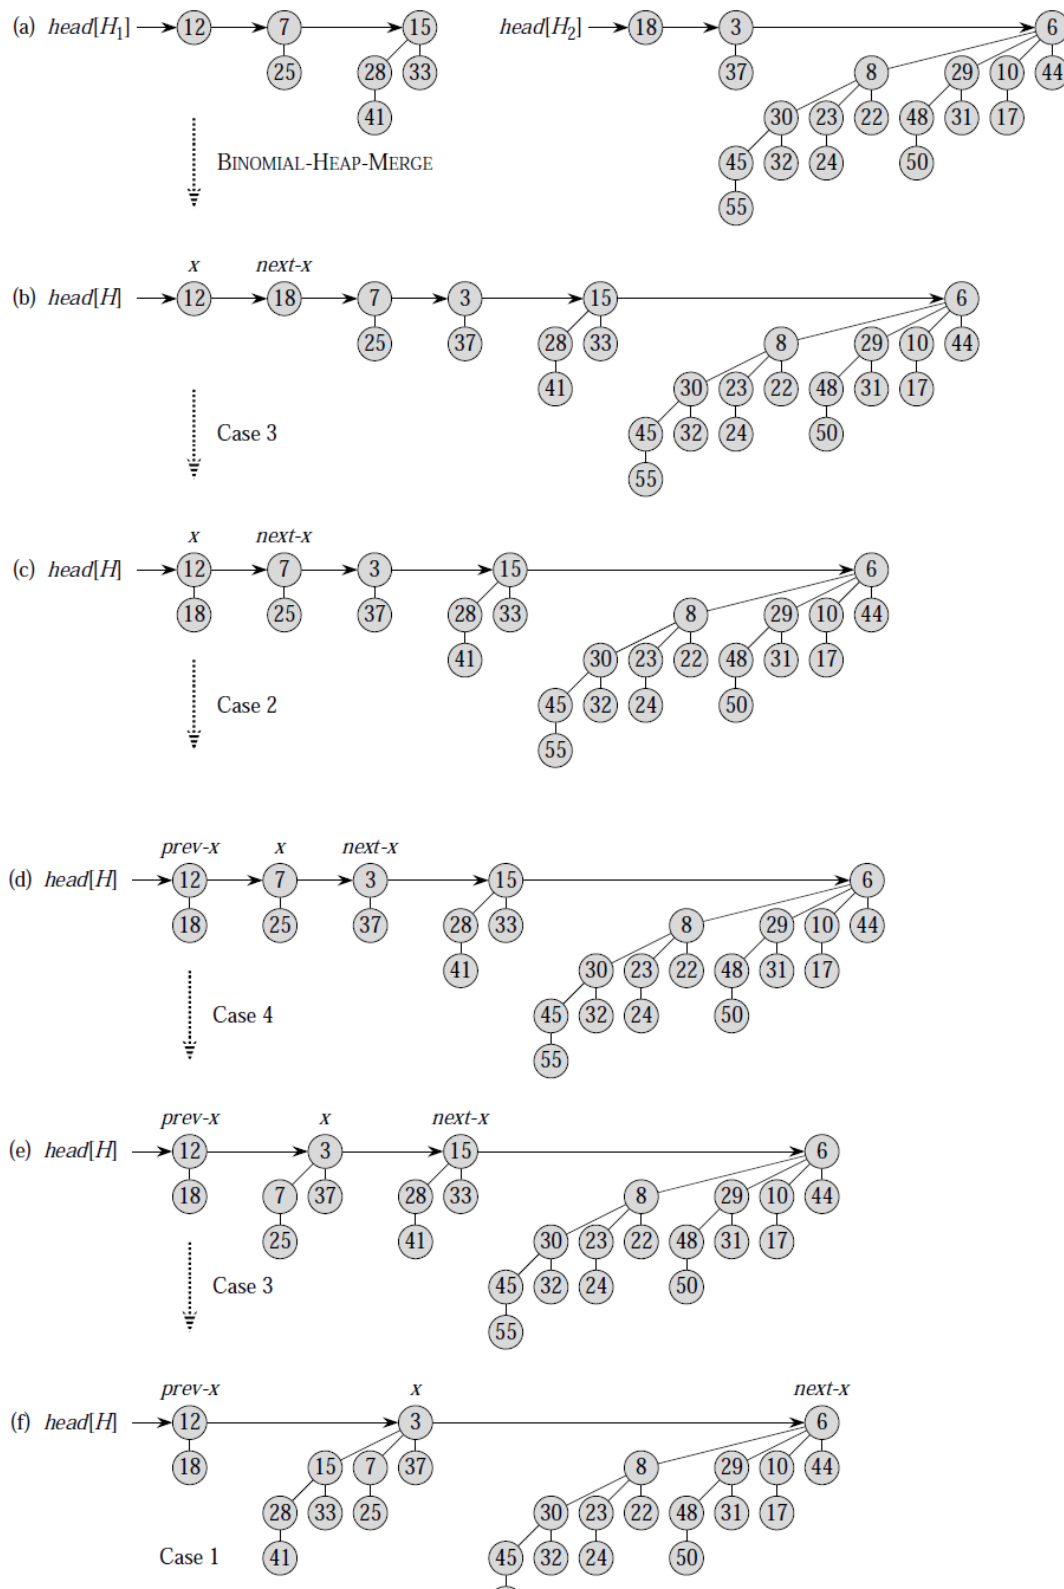 (a) head[H1] 12 7 15 head[H2] 18 3 6
25 28 33 37 8 29 10 44
41 30 23 22 48 31 17
BINOMIAL-HEAP-MERGE 45 32 24 50
55
x next-x
(b) head[H] 12 18 7 3 15 6
25 37 28 33 8 29 10 44
41 30 23 22 48 31 17
Case 3 45 32 24 50
55
x next-x
(c) head[H] 12 7 3 15 6
18 25 37 28 33 8 29 10 44
41 30 23 22 48 31 17
Case 2 45 32 24 50
55
prev-x x next-x
(d) head[H] 12 7 3 15 6
18 25 37 28 33 8 29 10 44
41 30 23 22 48 31 17
Case 4 45 32 24 50
55
prev-x x next-x
(e) head[H] 12 3 15 6
18 7 37 28 33 8 29 10 44
25 41 30 23 22 48 31 17
Case 3 45 32 24 50
55
prev-x x next-x
(f) head[H] 12 3 6
18 15 7 37 8 29 10 44
28 33 25 30 23 22 48 31 17
Case 1 41 45 32 24 50